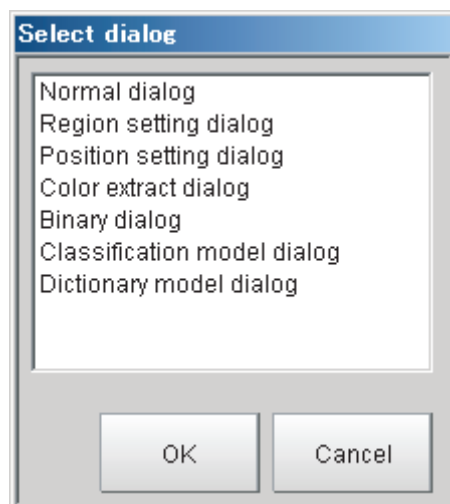 Select dialog
Normal dialog
Region setting dialog
Position setting dialog
Color extract dialog
Binary dialog
Classification model dialog
Dictionary model dialog
OK
Cancel